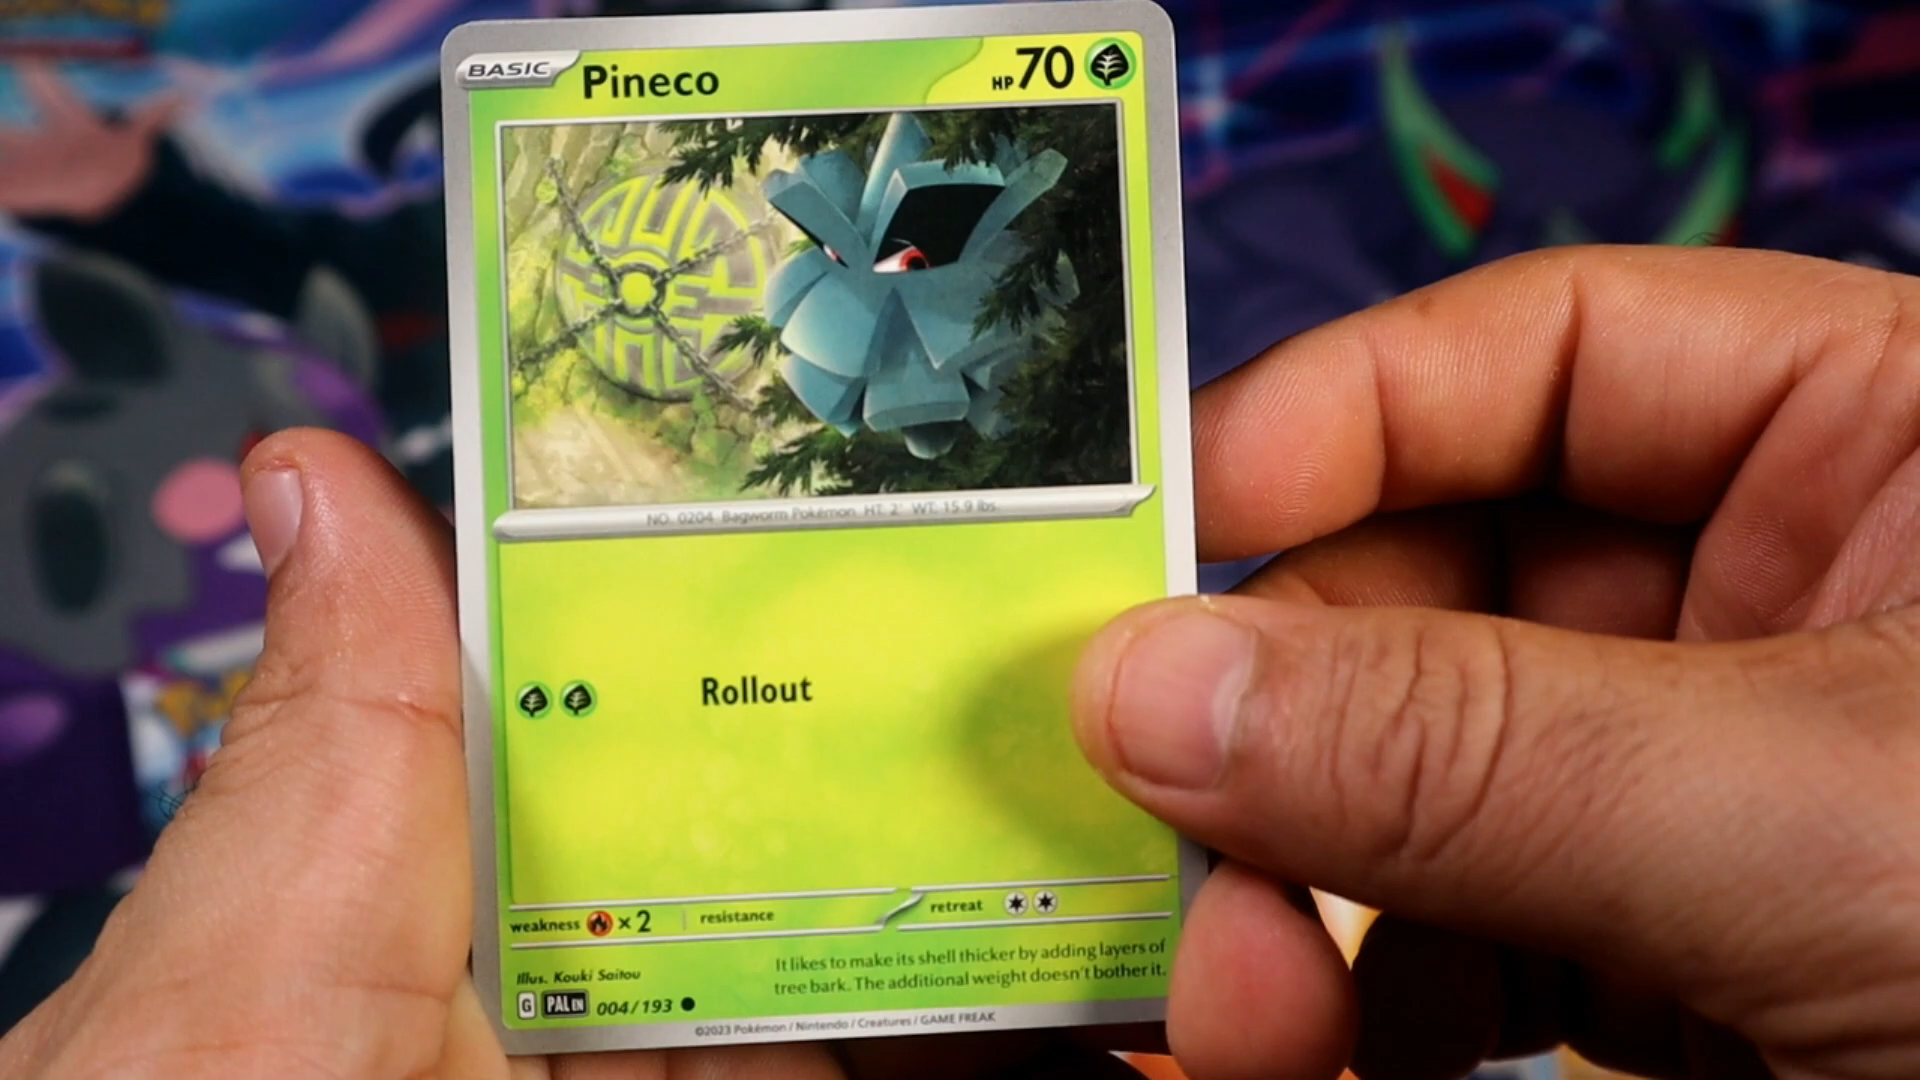 BASIC
Pineco
HP 70
NO. 0204 Bagworm Pokémon HT: 2' WT: 15.9 lbs.
Rollout
weakness ×2 resistance retreat
It likes to make its shell thicker by adding layers of
tree bark. The additional weight doesn't bother it.
Illus. Kouki Saitou
G PAL EN 004/193
©2023 Pokémon / Nintendo / Creatures / GAME FREAK